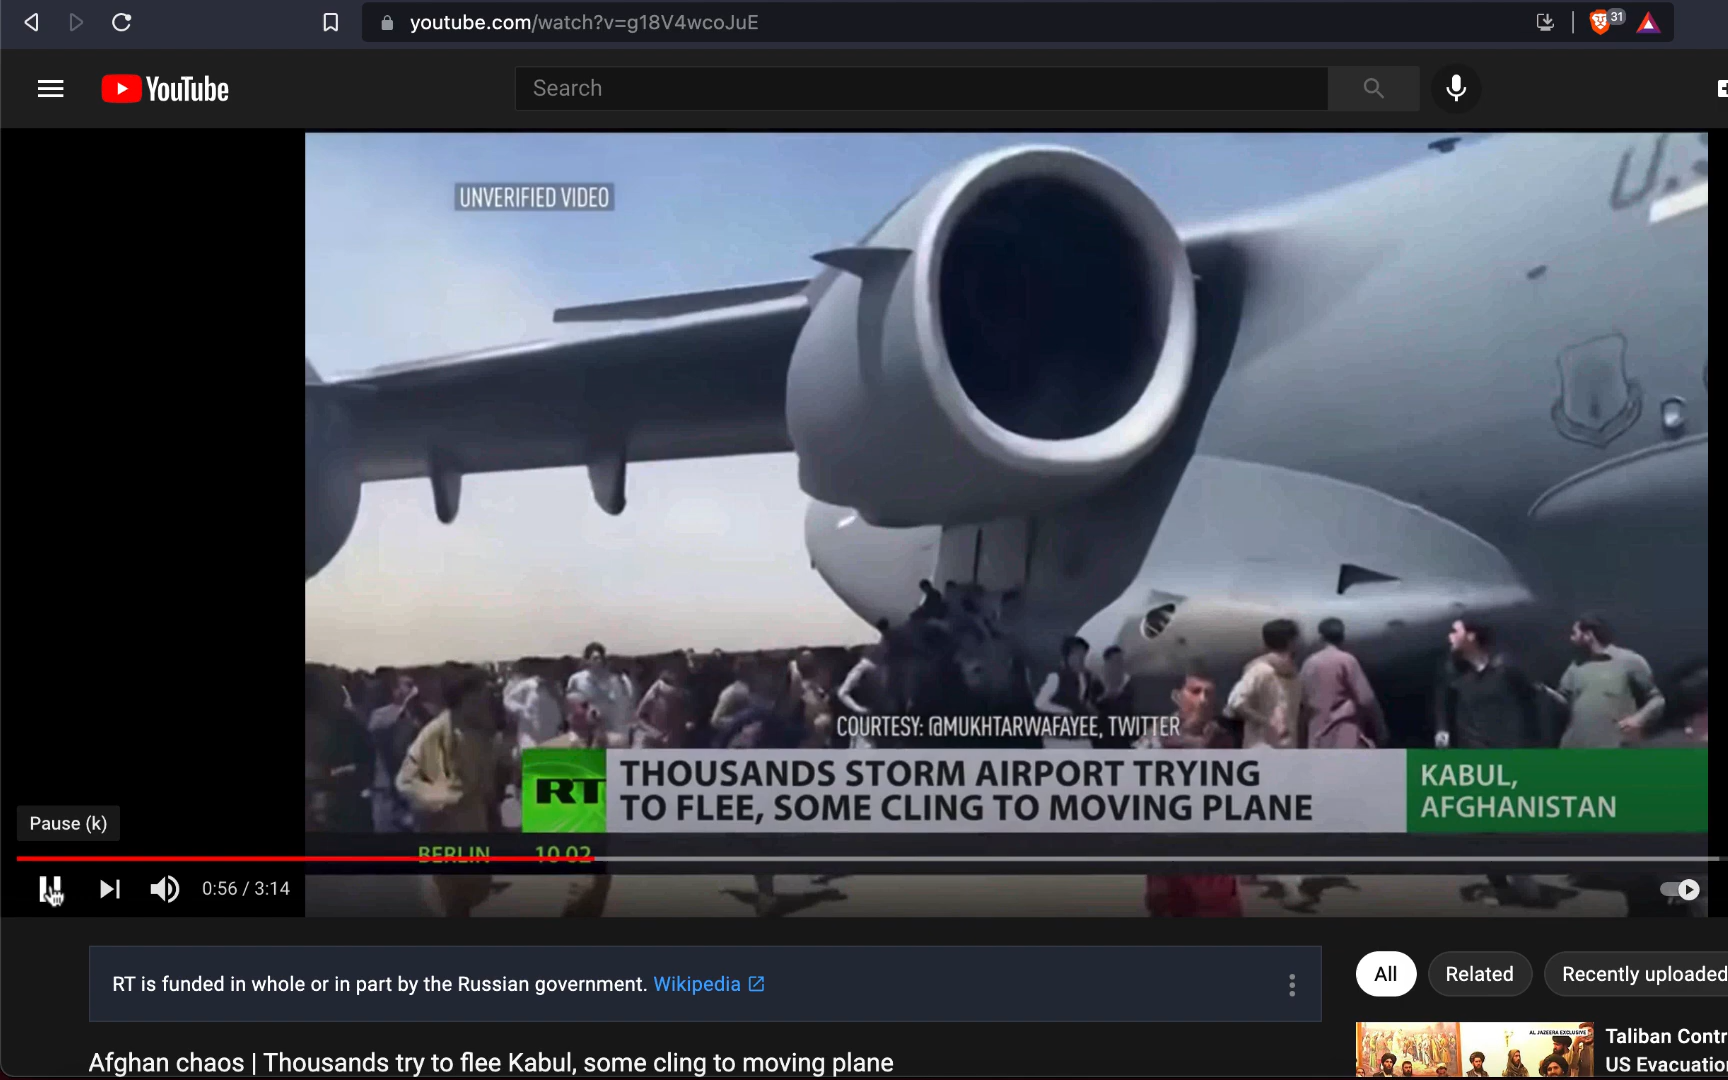 youtube.com/watch?v=g18V4wcoJuE
31
YouTube
Search
UNVERIFIED VIDEO
U.S.
COURTESY: @MUKHTARWAFAYEE, TWITTER
RT
THOUSANDS STORM AIRPORT TRYING
TO FLEE, SOME CLING TO MOVING PLANE
KABUL,
AFGHANISTAN
Pause (k)
BERLIN 10:02
0:56 / 3:14
RT is funded in whole or in part by the Russian government. Wikipedia
All
Related
Recently uploaded
AL JAZEERA EXCLUSIVE
Taliban Contr
US Evacuatio
Afghan chaos | Thousands try to flee Kabul, some cling to moving plane